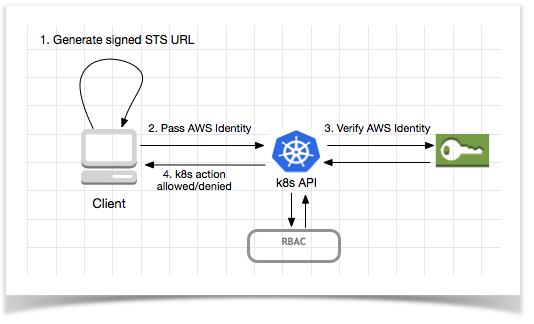 1. Generate signed STS URL
2. Pass AWS Identity
3. Verify AWS Identity
4. k8s action
allowed/denied
k8s API
Client
RBAC